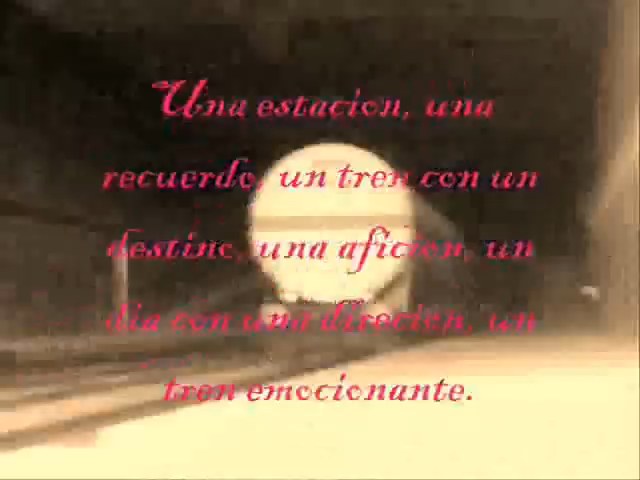 Una estacion, una
recuerdo, un tren con un
destino, una aficion, un
dia con una direcion, un
tren emocionante.